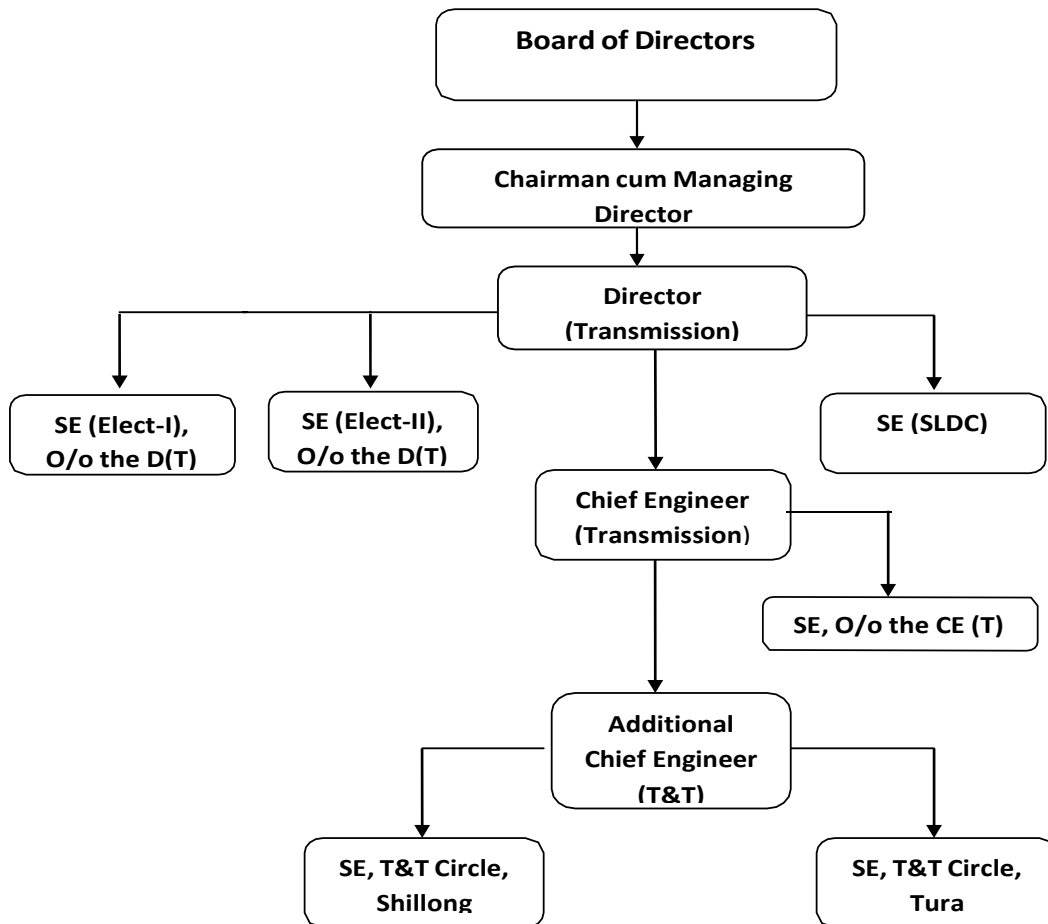 Board of Directors
Chairman cum Managing
Director
Director
(Transmission)
SE (Elect-I),
O/o the D(T)
SE (Elect-II),
O/o the D(T)
SE (SLDC)
Chief Engineer
(Transmission)
SE, O/o the CE (T)
Additional
Chief Engineer
(T&T)
SE, T&T Circle,
Shillong
SE, T&T Circle,
Tura